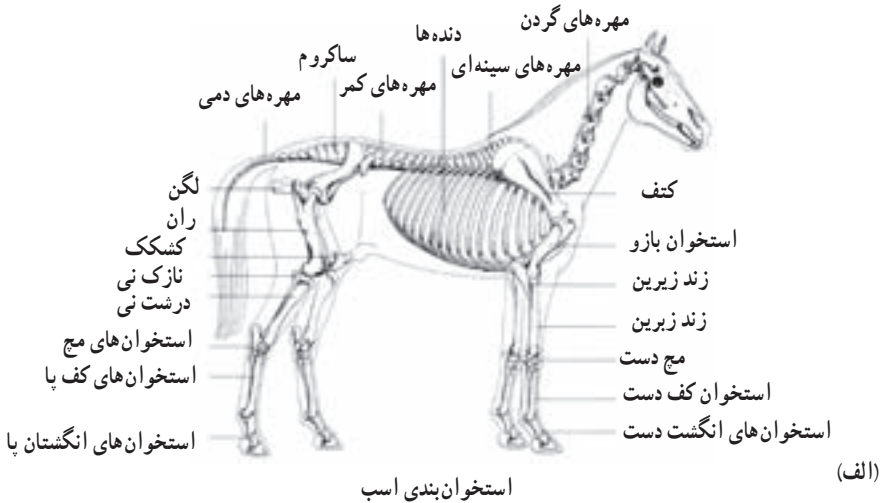 مهره‌های گردن
دنده‌ها
مهره‌های سینه‌ای
ساکروم
مهره‌های کمر
مهره‌های دمی
کتف
استخوان بازو
زند زیرین
زند زبرین
مچ دست
استخوان کف دست
استخوان‌های انگشت دست
لگن
ران
کشکک
نازک نی
درشت نی
استخوان‌های مچ
استخوان‌های کف پا
استخوان‌های انگشتان پا
(الف)
استخوان‌بندی اسب